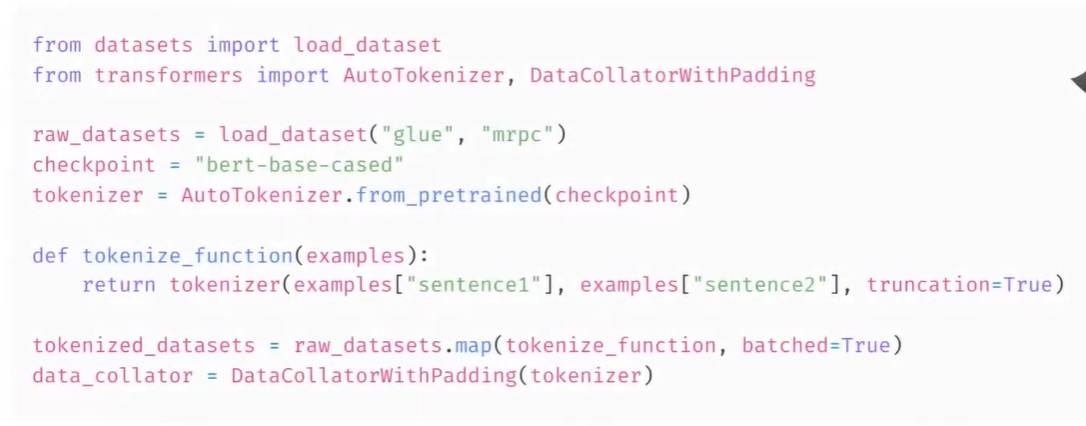 from datasets import load_dataset
from transformers import AutoTokenizer, DataCollatorWithPadding
raw_datasets = load_dataset("glue", "mrpc")
checkpoint = "bert-base-cased"
tokenizer = AutoTokenizer.from_pretrained(checkpoint)
def tokenize_function(examples):
    return tokenizer(examples["sentence1"], examples["sentence2"], truncation=True)
tokenized_datasets = raw_datasets.map(tokenize_function, batched=True)
data_collator = DataCollatorWithPadding(tokenizer)